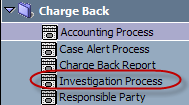 Charge Back
Accounting Process
Case Alert Process
Charge Back Report
Investigation Process
Responsible Party